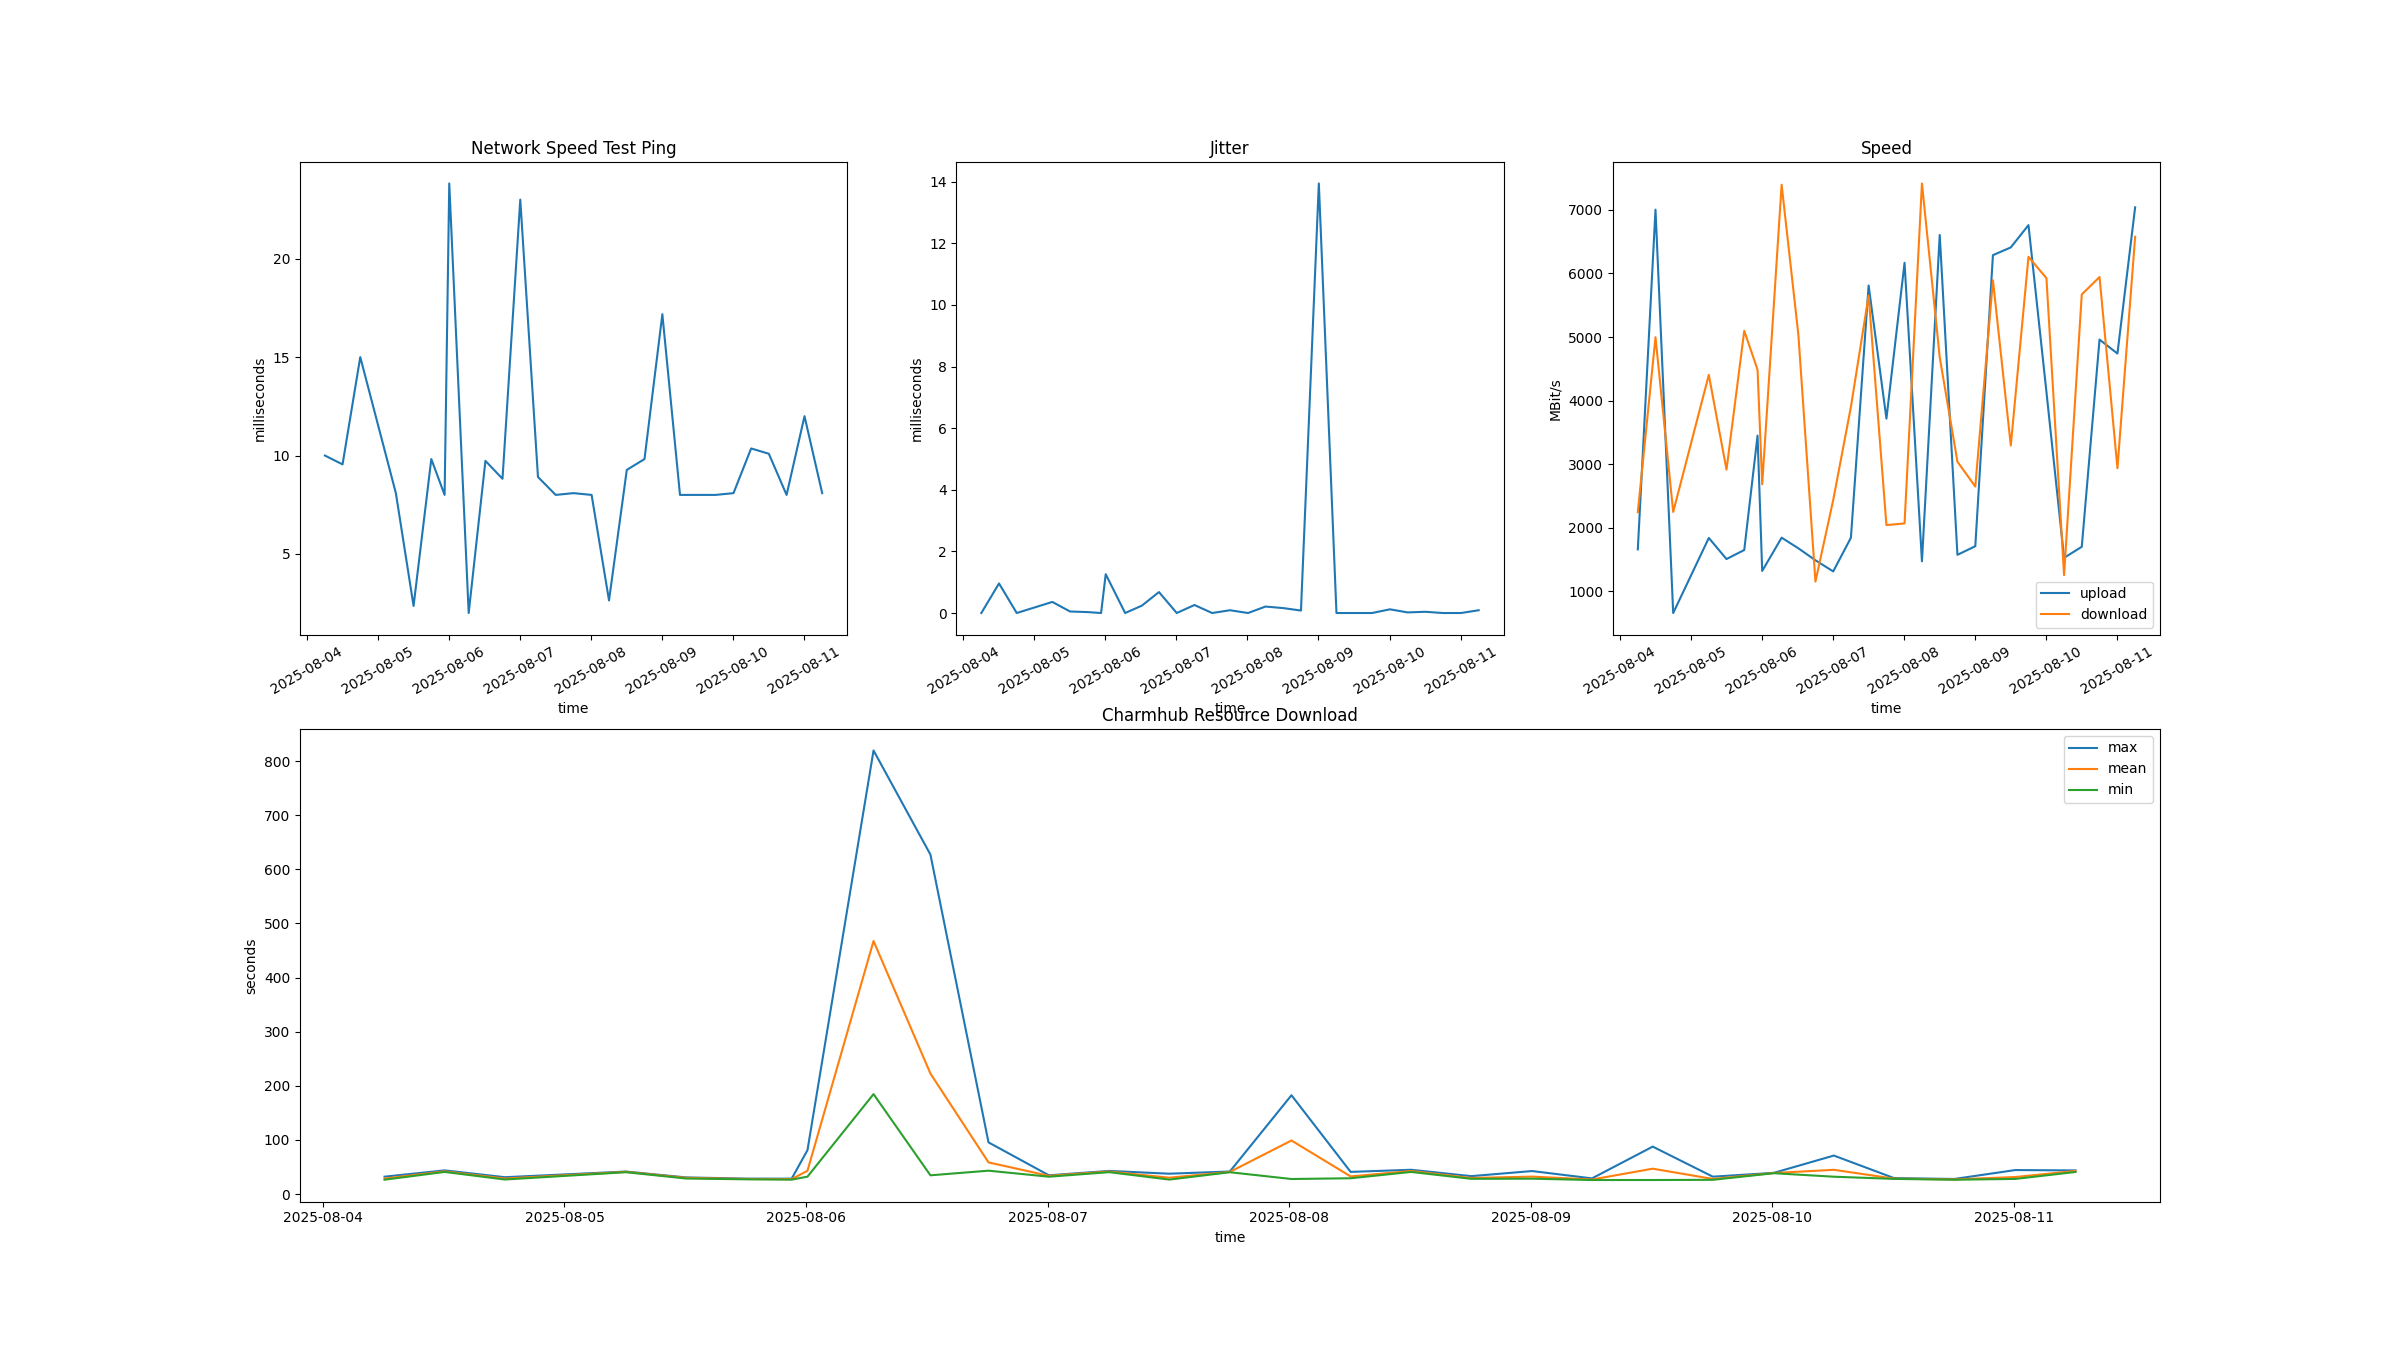 Network Speed Test Ping
milliseconds
20
15
10
5
2025-08-04 2025-08-05 2025-08-06 2025-08-07 2025-08-08 2025-08-09 2025-08-10 2025-08-11
time
Jitter
milliseconds
14
12
10
8
6
4
2
0
2025-08-04 2025-08-05 2025-08-06 2025-08-07 2025-08-08 2025-08-09 2025-08-10 2025-08-11
time
Speed
MBit/s
7000
6000
5000
4000
3000
2000
1000
upload
download
2025-08-04 2025-08-05 2025-08-06 2025-08-07 2025-08-08 2025-08-09 2025-08-10 2025-08-11
time
Charmhub Resource Download
seconds
800
700
600
500
400
300
200
100
0
max
mean
min
2025-08-04 2025-08-05 2025-08-06 2025-08-07 2025-08-08 2025-08-09 2025-08-10 2025-08-11
time